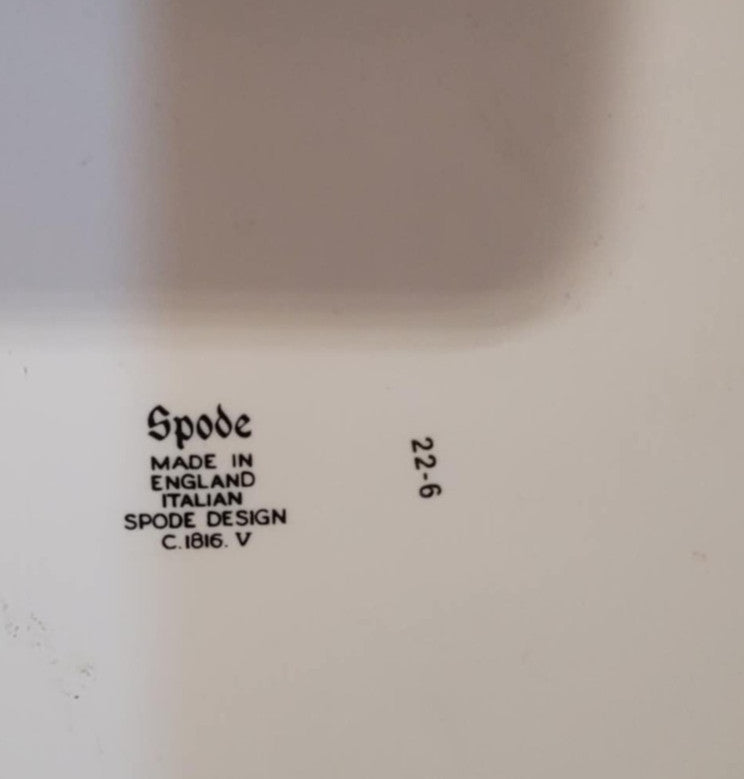 Spode
MADE IN
ENGLAND
ITALIAN
SPODE DESIGN
C.1816. V
22-6